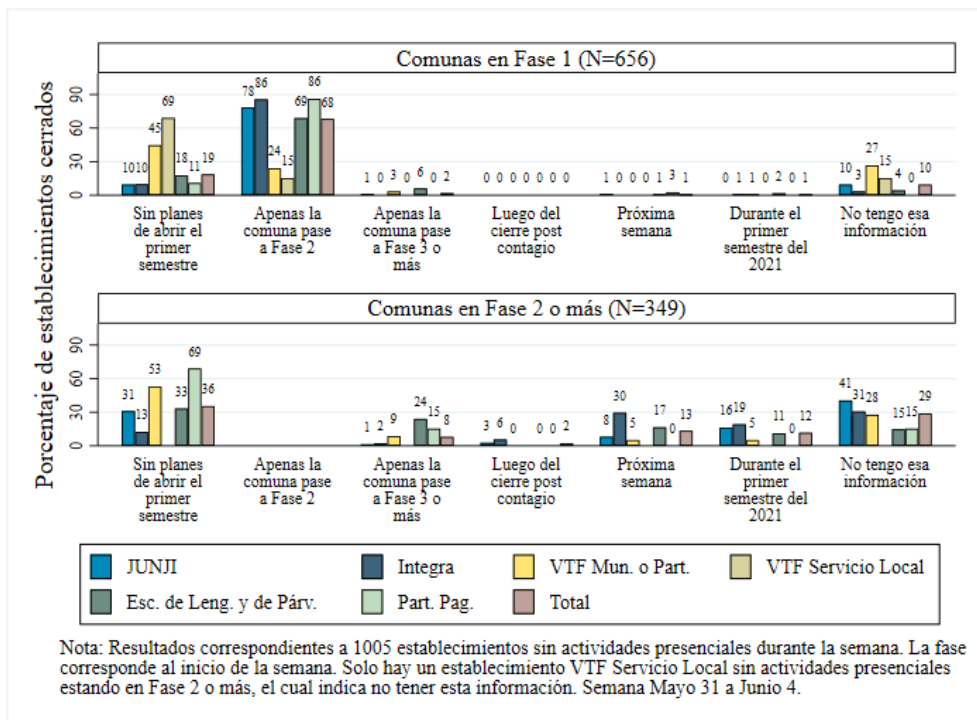 Comunas en Fase 1 (N=656)
Porcentaje de establecimientos cerrados
0 30 60 90
10 10 45 69 18 11 19
78 86 24 15 69 86 68
1 0 3 0 6 0 2
0 0 0 0 0 0 0
1 0 0 0 1 3 1
0 1 1 0 2 0 1
10 3 27 15 4 0 10
Sin planes de abrir el primer semestre
Apenas la comuna pase a Fase 2
Apenas la comuna pase a Fase 3 o más
Luego del cierre post contagio
Próxima semana
Durante el primer semestre del 2021
No tengo esa información
Comunas en Fase 2 o más (N=349)
0 30 60 90
31 13 53 33 69 36
1 2 9 24 15 8
3 6 0 0 0 2
8 30 5 17 0 13
16 19 5 11 0 12
41 31 28 15 15 29
Sin planes de abrir el primer semestre
Apenas la comuna pase a Fase 2
Apenas la comuna pase a Fase 3 o más
Luego del cierre post contagio
Próxima semana
Durante el primer semestre del 2021
No tengo esa información
JUNJI Integra VTF Mun. o Part. VTF Servicio Local
Esc. de Leng. y de Párv. Part. Pag. Total
Nota: Resultados correspondientes a 1005 establecimientos sin actividades presenciales durante la semana. La fase
corresponde al inicio de la semana. Solo hay un establecimiento VTF Servicio Local sin actividades presenciales
estando en Fase 2 o más, el cual indica no tener esta información. Semana Mayo 31 a Junio 4.